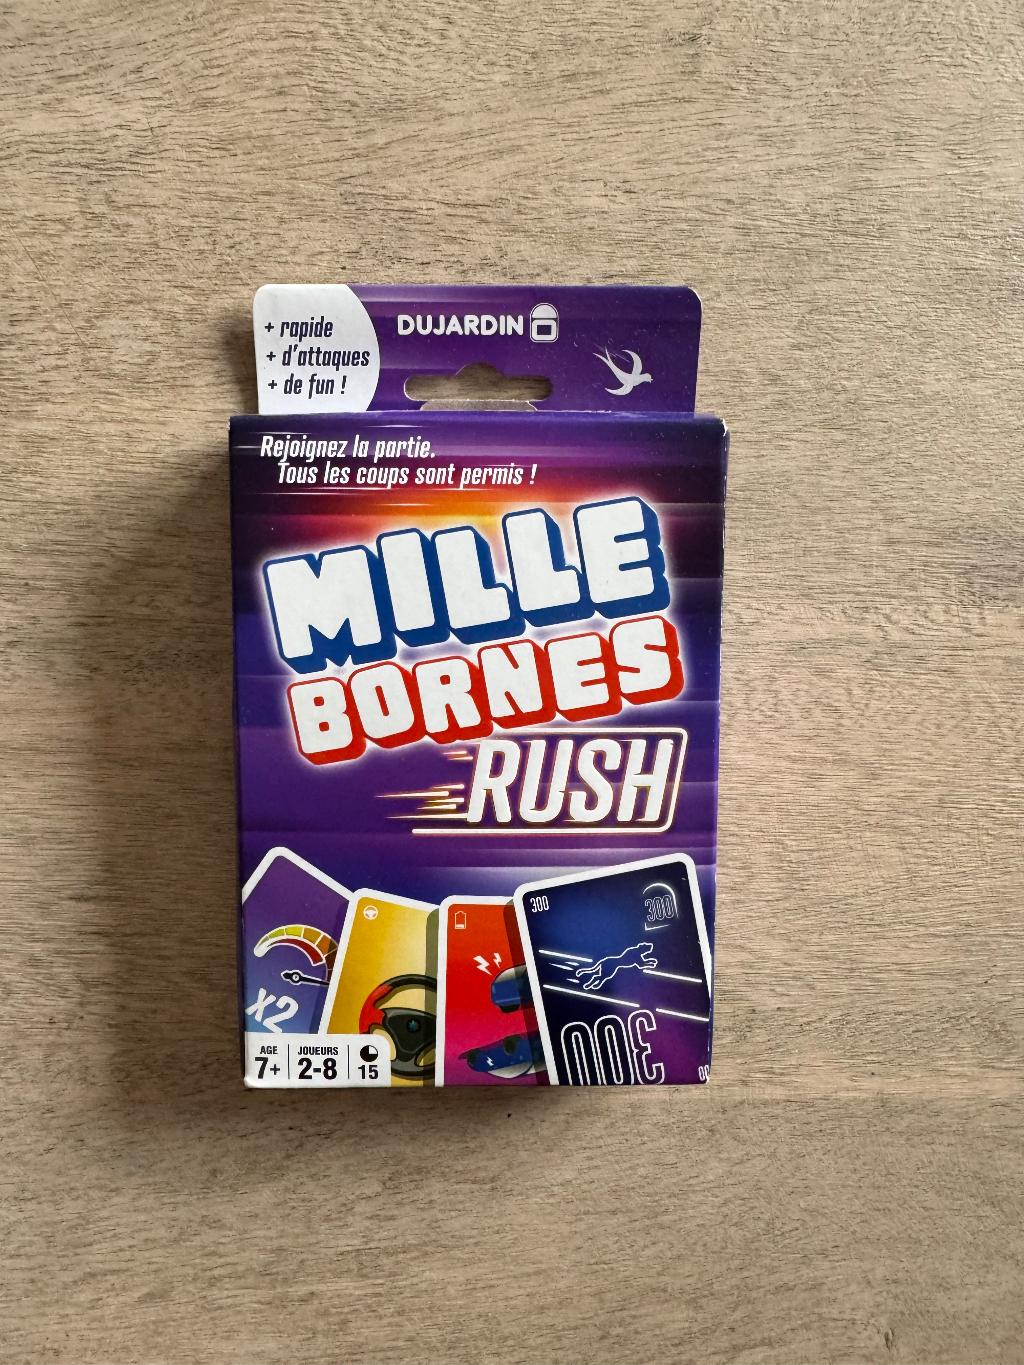 + rapide
+ d'attaques
+ de fun !
DUJARDIN
Rejoignez la partie.
Tous les coups sont permis !
MILLE
BORNES
RUSH
x2
300
300
300
00
AGE
7+
JOUEURS
2-8
15